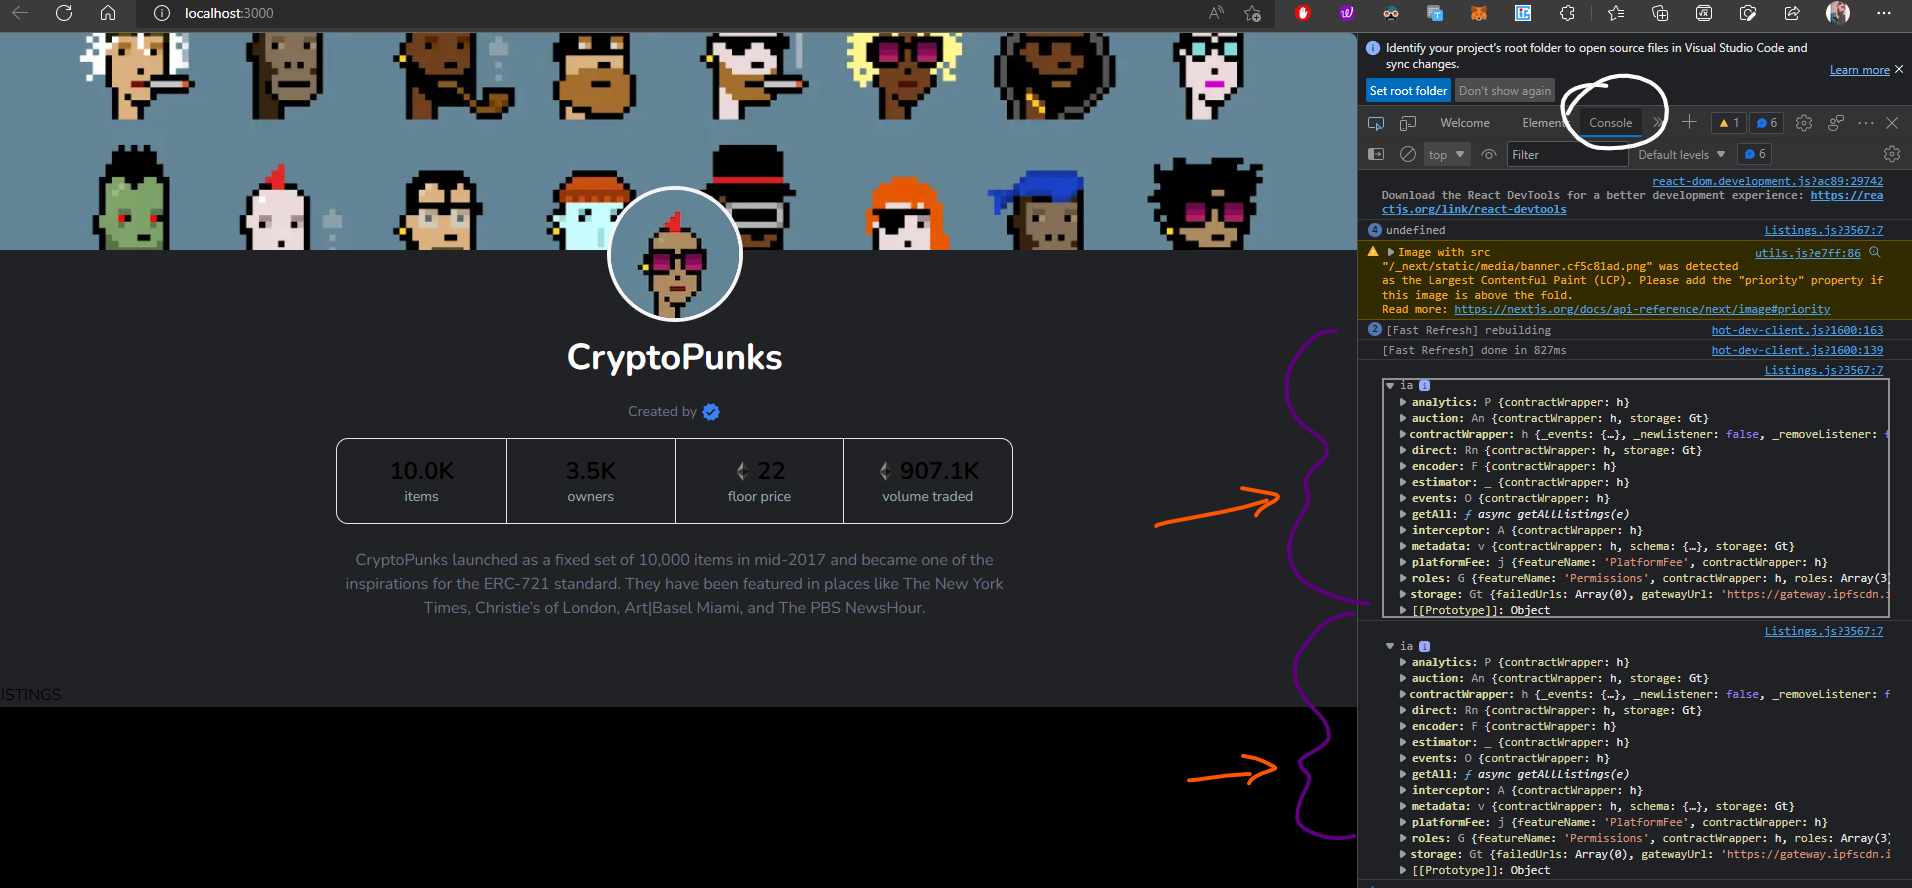 localhost:3000
Identify your project's root folder to open source files in Visual Studio Code and
sync changes.
Learn more
Set root folder
Don't show again
Welcome
Elements
Console
1
6
top
Filter
Default levels
6
react-dom.development.js?ac89:29742
Download the React DevTools for a better development experience: https://rea
ctjs.org/link/react-devtools
4 undefined
Listings.js?3567:7
Image with src
utils.js?e7ff:86
"/_next/static/media/banner.cf5c81ad.png" was detected
as the Largest Contentful Paint (LCP). Please add the "priority" property if
this image is above the fold.
Read more: https://nextjs.org/docs/api-reference/next/image#priority
2 [Fast Refresh] rebuilding
hot-dev-client.js?1600:163
[Fast Refresh] done in 827ms
hot-dev-client.js?1600:139
Listings.js?3567:7
ia i
analytics: P {contractWrapper: h}
auction: An {contractWrapper: h, storage: Gt}
contractWrapper: h {_events: {…}, _newListener: false, _removeListener: f
direct: Rn {contractWrapper: h, storage: Gt}
encoder: F {contractWrapper: h}
estimator: _ {contractWrapper: h}
events: O {contractWrapper: h}
getAll: ƒ async getAllListings(e)
interceptor: A {contractWrapper: h}
metadata: v {contractWrapper: h, schema: {…}, storage: Gt}
platformFee: j {featureName: 'PlatformFee', contractWrapper: h}
roles: G {featureName: 'Permissions', contractWrapper: h, roles: Array(3)
storage: Gt {failedUrls: Array(0), gatewayUrl: 'https://gateway.ipfscdn.i
[[Prototype]]: Object
Listings.js?3567:7
ia i
analytics: P {contractWrapper: h}
auction: An {contractWrapper: h, storage: Gt}
contractWrapper: h {_events: {…}, _newListener: false, _removeListener: f
direct: Rn {contractWrapper: h, storage: Gt}
encoder: F {contractWrapper: h}
estimator: _ {contractWrapper: h}
events: O {contractWrapper: h}
getAll: ƒ async getAllListings(e)
interceptor: A {contractWrapper: h}
metadata: v {contractWrapper: h, schema: {…}, storage: Gt}
platformFee: j {featureName: 'PlatformFee', contractWrapper: h}
roles: G {featureName: 'Permissions', contractWrapper: h, roles: Array(3)
storage: Gt {failedUrls: Array(0), gatewayUrl: 'https://gateway.ipfscdn.i
[[Prototype]]: Object
CryptoPunks
Created by
10.0K
items
3.5K
owners
22
floor price
907.1K
volume traded
CryptoPunks launched as a fixed set of 10,000 items in mid-2017 and became one of the
inspirations for the ERC-721 standard. They have been featured in places like The New York
Times, Christie's of London, Art|Basel Miami, and The PBS NewsHour.
ISTINGS